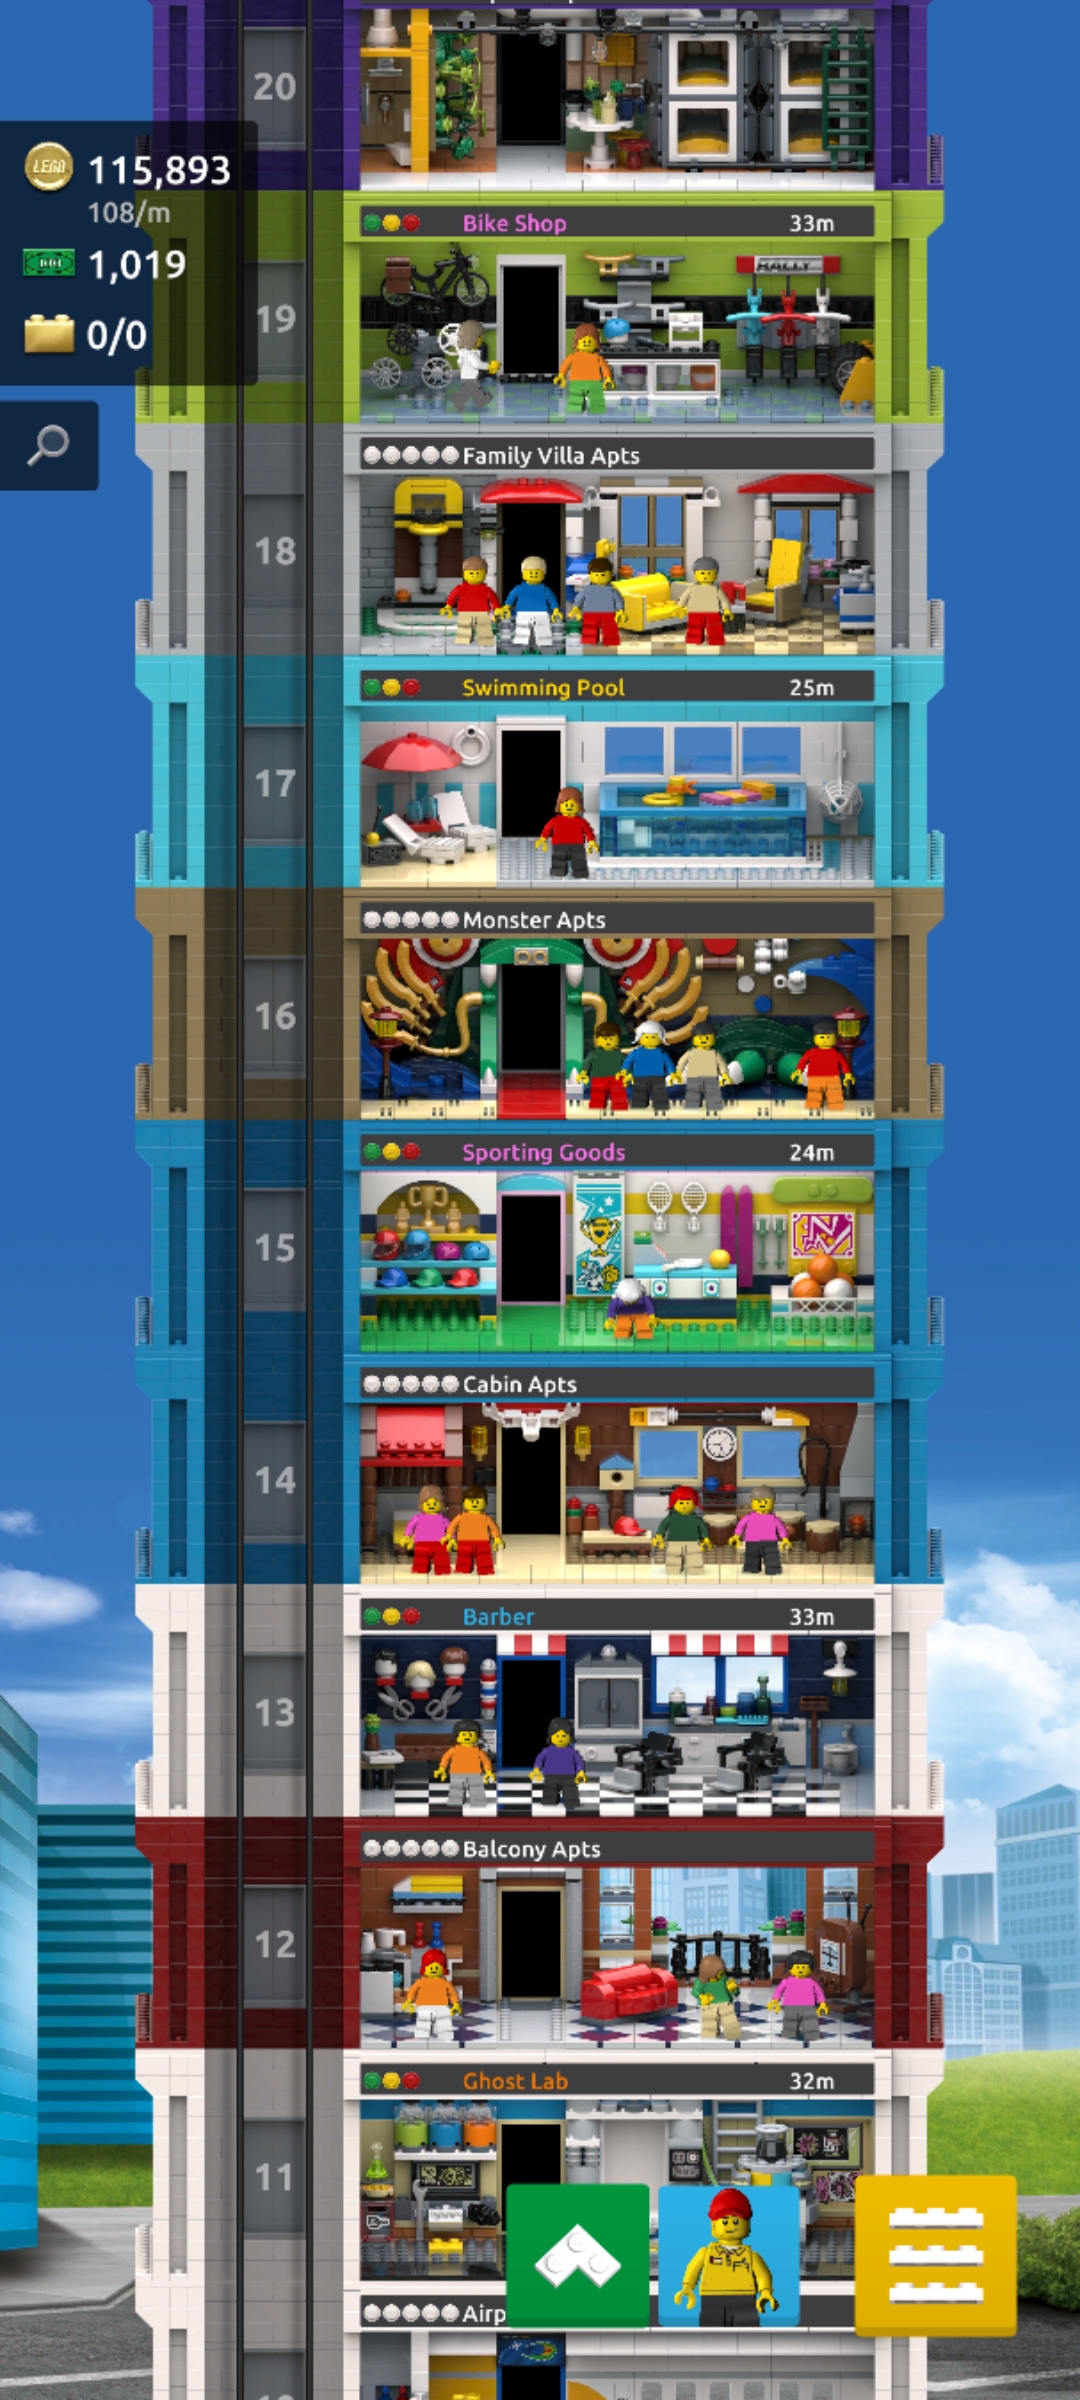 20
LEGO
115,893
108/m
1,019
0/0
Bike Shop 33m
RALLY
19
Family Villa Apts
18
Swimming Pool 25m
17
Monster Apts
16
Sporting Goods 24m
15
Cabin Apts
14
Barber 33m
13
Balcony Apts
12
Ghost Lab 32m
11
Airp